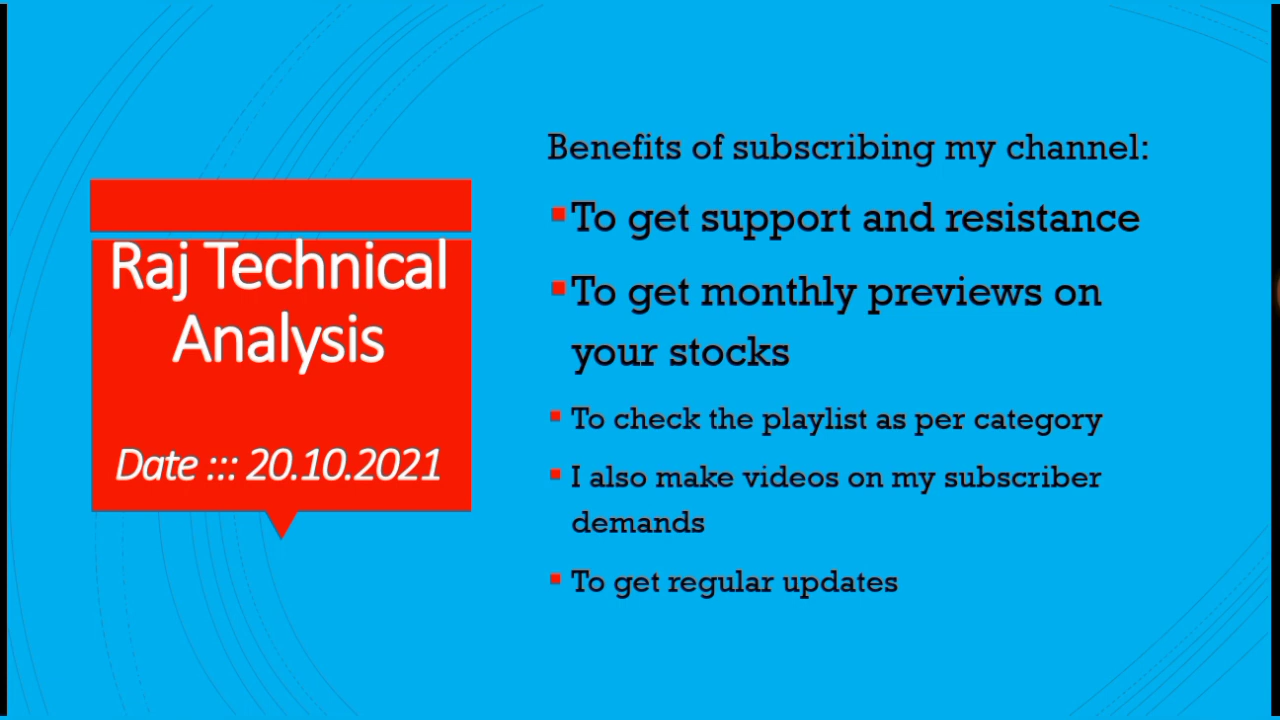 Raj Technical
Analysis
Date ::: 20.10.2021
Benefits of subscribing my channel:
To get support and resistance
To get monthly previews on
your stocks
To check the playlist as per category
I also make videos on my subscriber
demands
To get regular updates